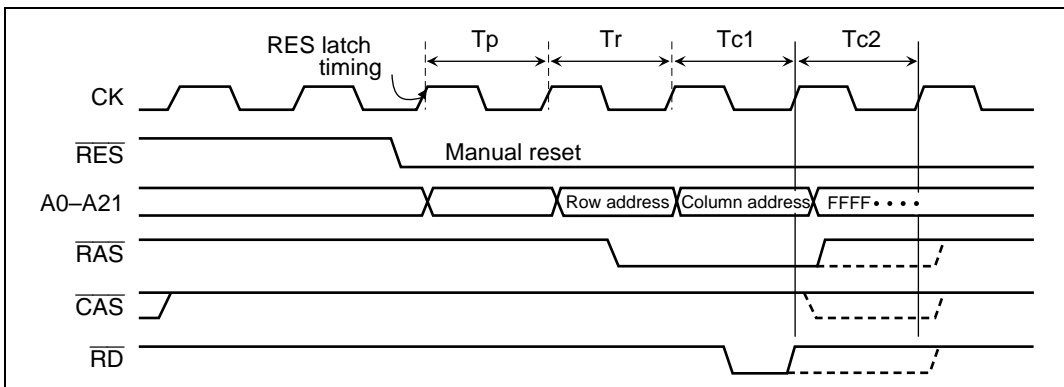 RES latch
timing
Tp Tr Tc1 Tc2
CK
RES
Manual reset
A0–A21
Row address Column address FFFF • • • •
RAS
CAS
RD